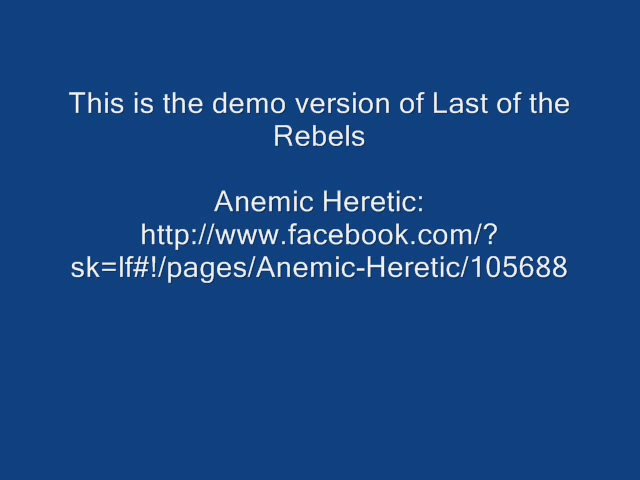 This is the demo version of Last of the
Rebels
Anemic Heretic:
http://www.facebook.com/?
sk=lf#!/pages/Anemic-Heretic/105688